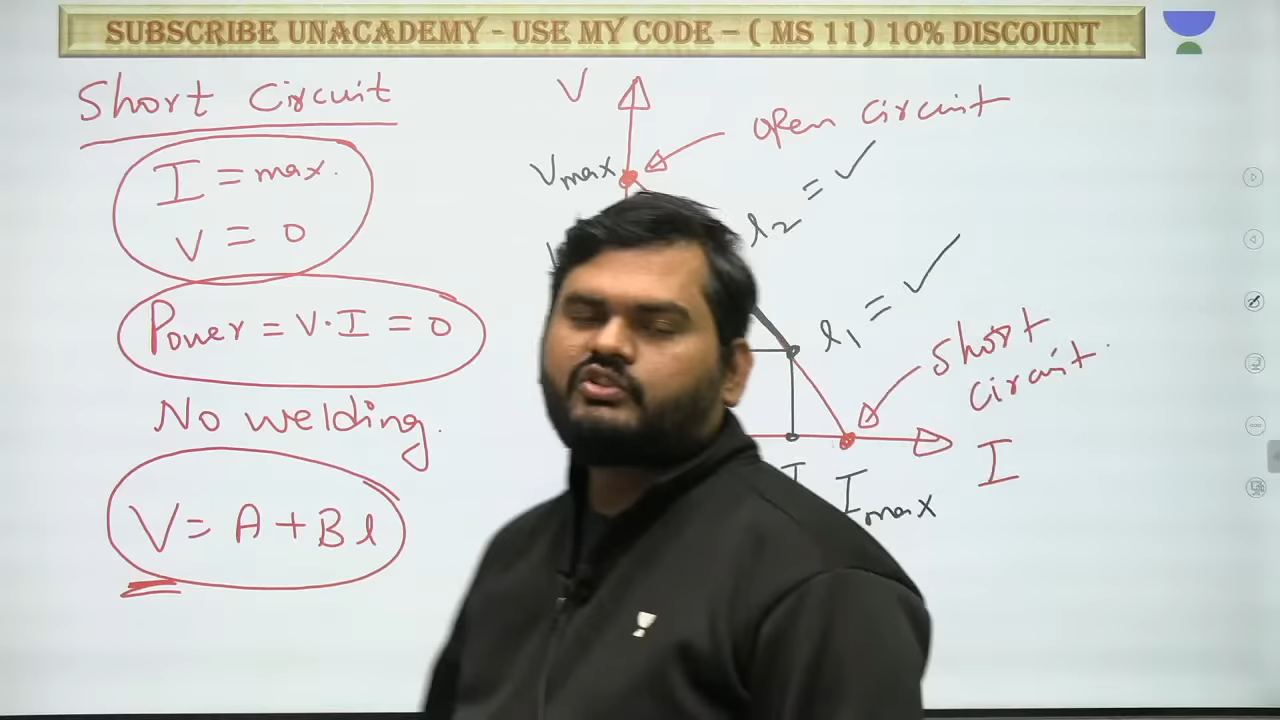 SUBSCRIBE UNACADEMY - USE MY CODE – ( MS 11) 10% DISCOUNT
Short Circuit
I = max.
V = 0
Power = V·I = 0
No welding.
V = A + B l
V
open circuit
Vmax
l2 = ✓
l1 = ✓
Short
circuit.
I
I
Imax